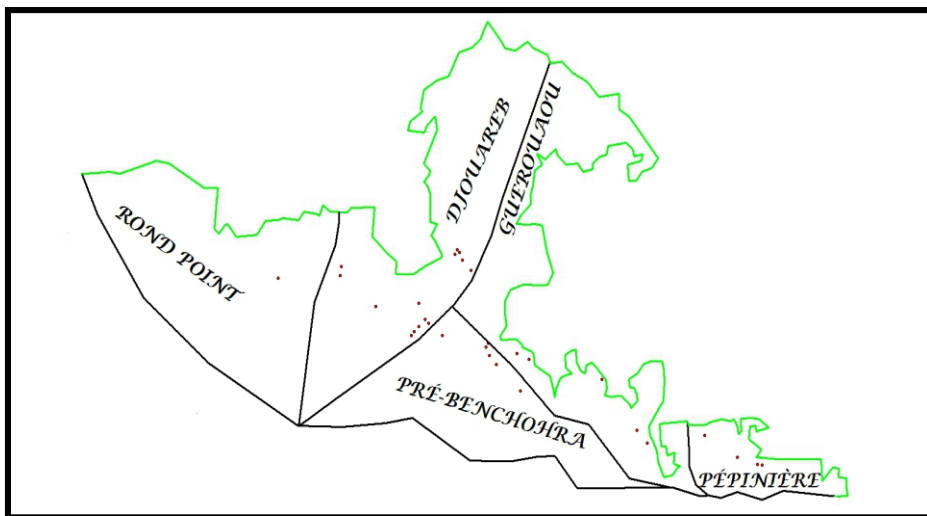 DJOUAREB
GUEROUAOU
ROND POINT
PRÉ-BENCHOHRA
PÉPINIÈRE